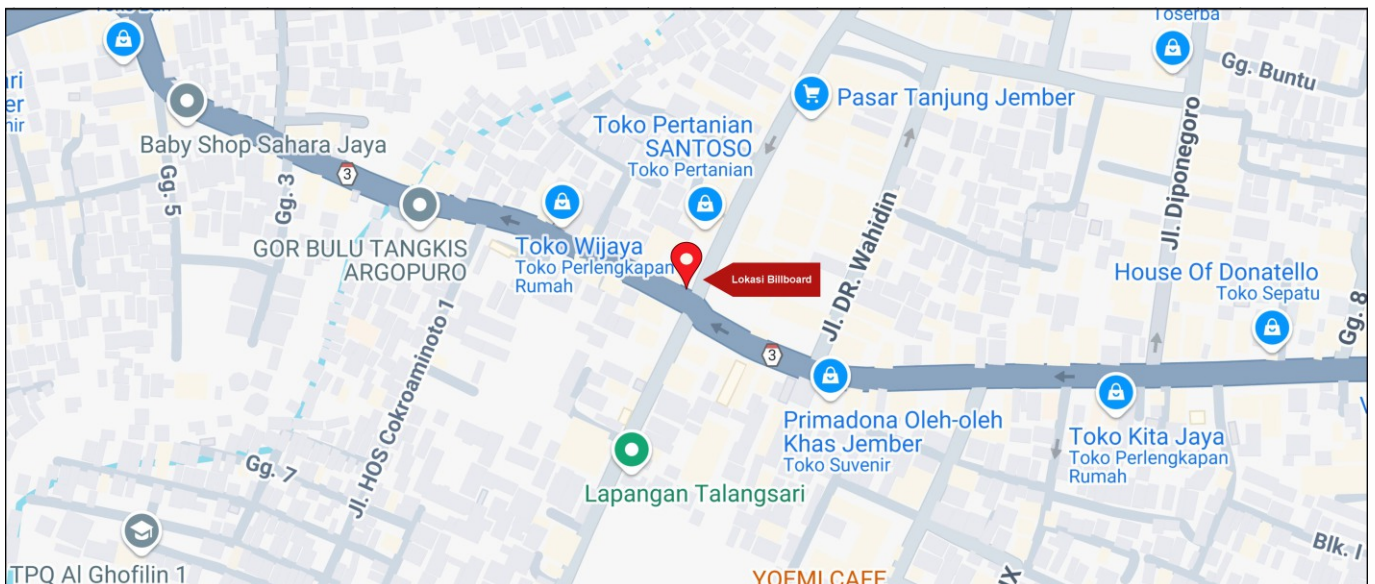 Toserba
Gg. Buntu
ri
er
nir
Pasar Tanjung Jember
Baby Shop Sahara Jaya
Toko Pertanian
SANTOSO
Toko Pertanian
Gg. 5
Gg. 3
3
Jl. Diponegoro
Jl. DR. Wahidin
GOR BULU TANGKIS
ARGOPURO
Toko Wijaya
Toko Perlengkapan
Rumah
Lokasi Billboard
House Of Donatello
Toko Sepatu
Gg. 8
3
Jl. HOS Cokroaminoto 1
Primadona Oleh-oleh
Khas Jember
Toko Suvenir
Toko Kita Jaya
Toko Perlengkapan
Rumah
Gg. 7
Lapangan Talangsari
Blk. I
TPQ Al Ghofilin 1
YOEMI CAFE